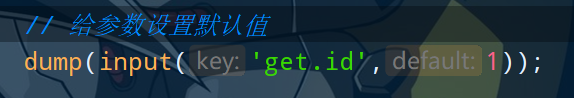 // 给参数设置默认值
dump(input( key: 'get.id', default: 1));